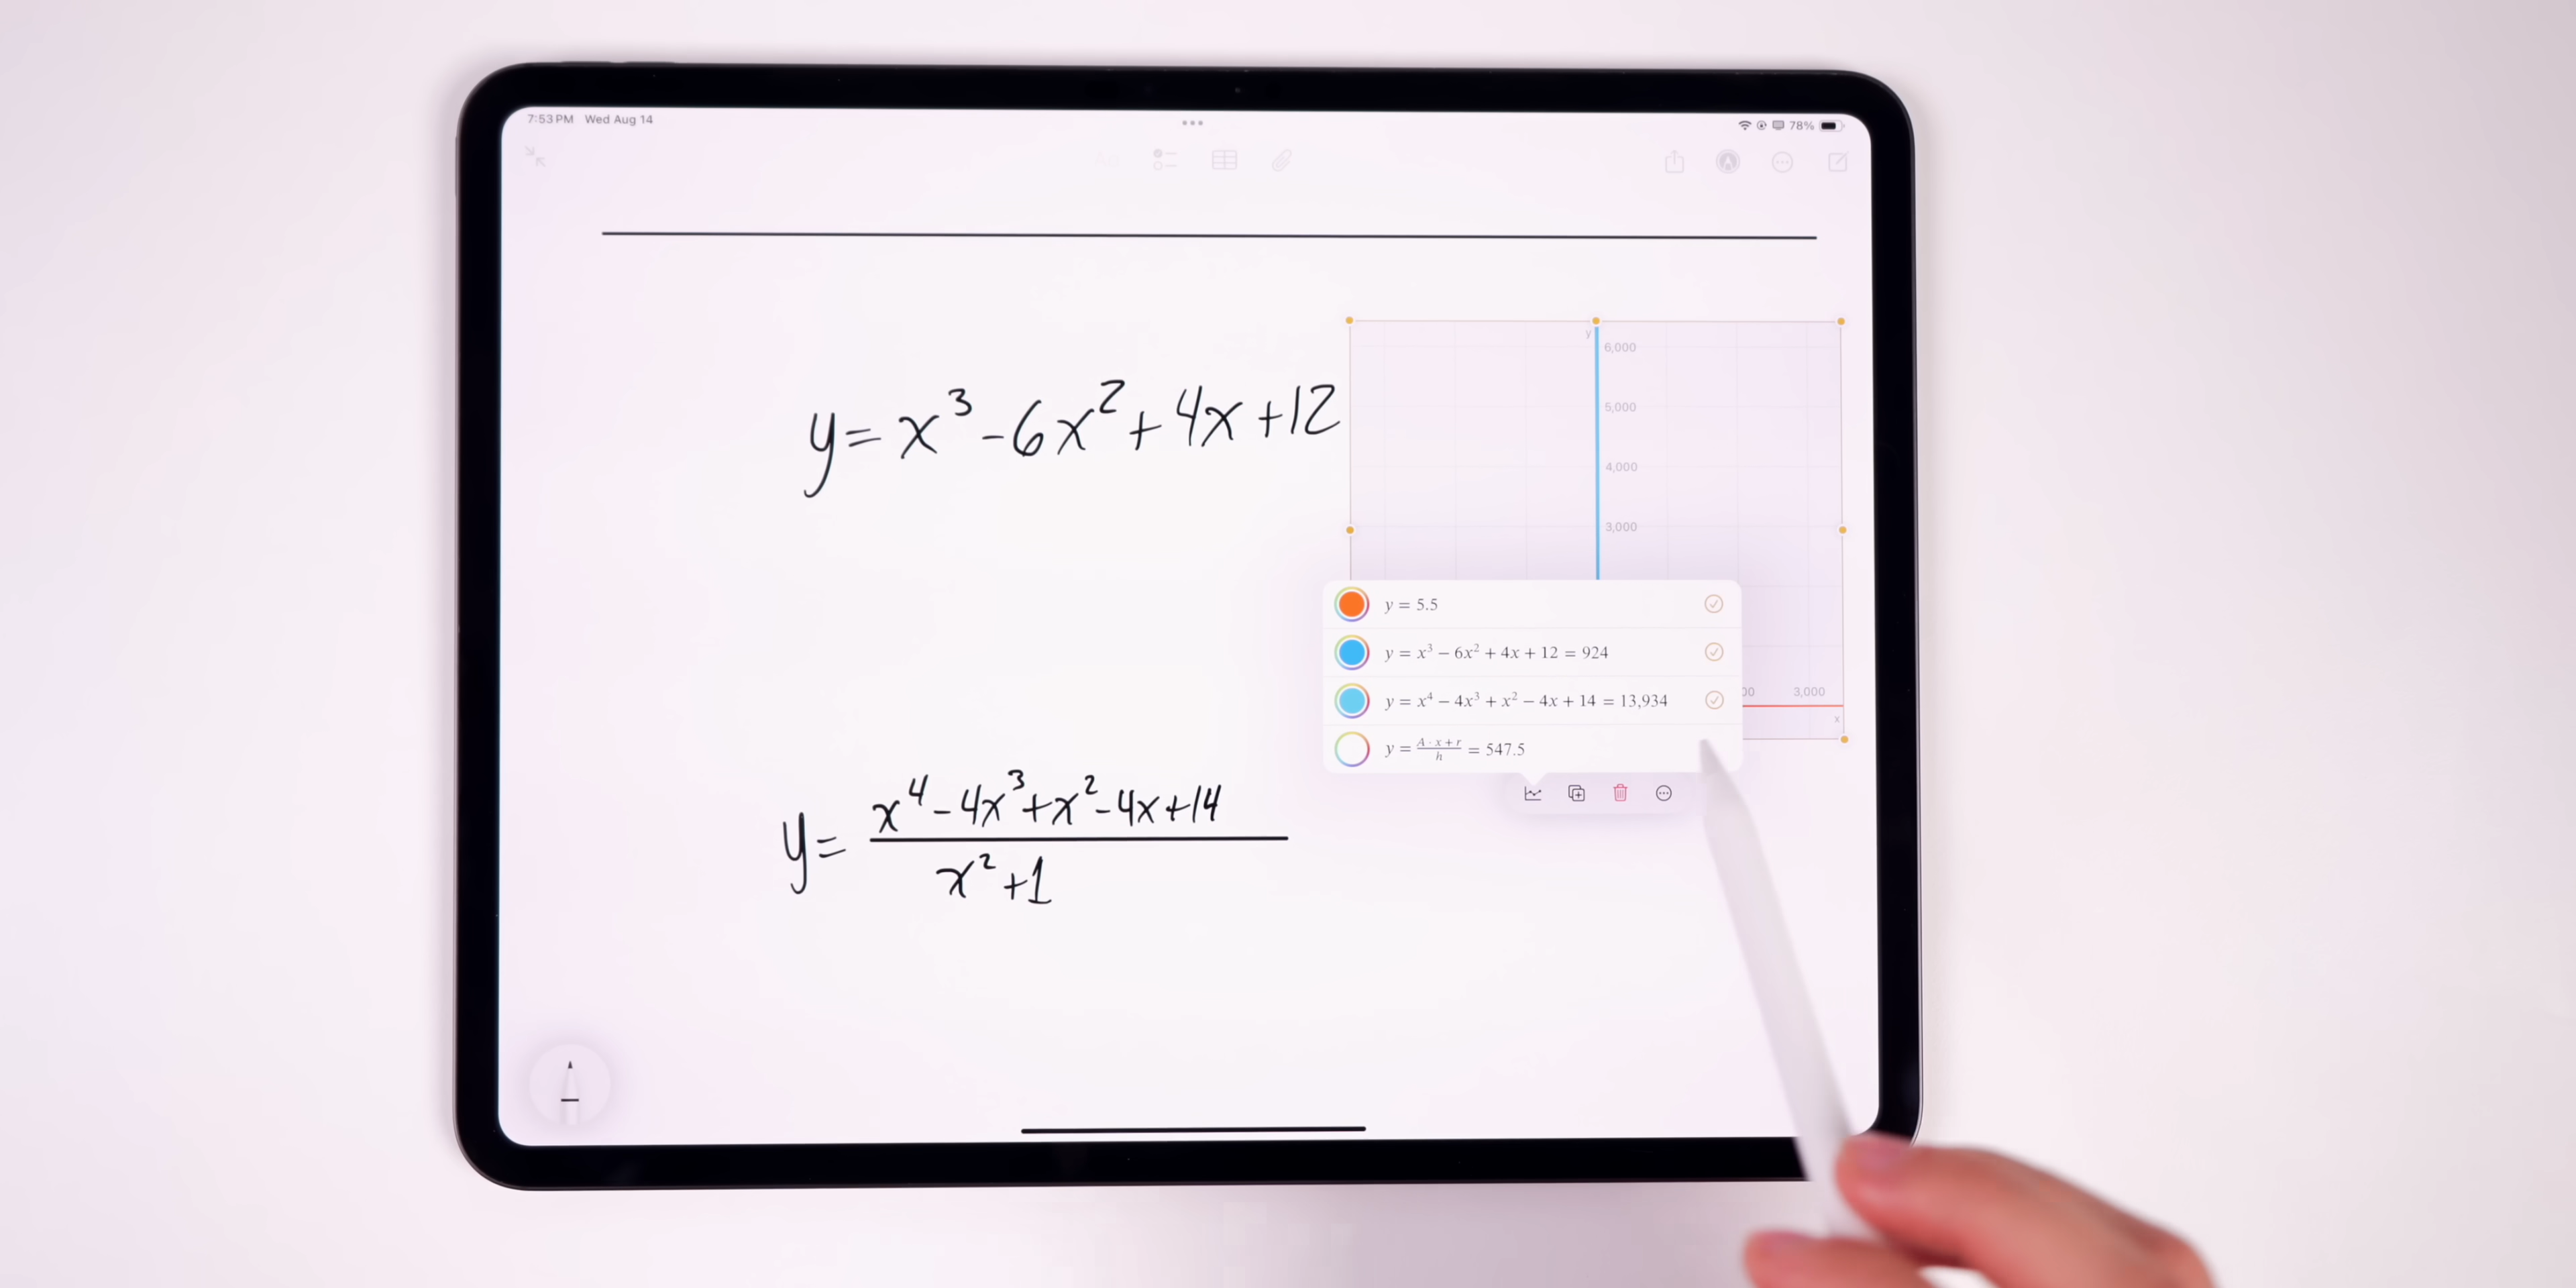 7:53 PM Wed Aug 14
78%
y = x³ - 6x² + 4x + 12
y
6,000
5,000
4,000
3,000
y = 5.5
y = x³ − 6x² + 4x + 12 = 924
y = x⁴ − 4x³ + x² − 4x + 14 = 13,934
00 3,000
x
y = A · x + r / h = 547.5
y = x⁴ - 4x³ + x² - 4x + 14
x² + 1